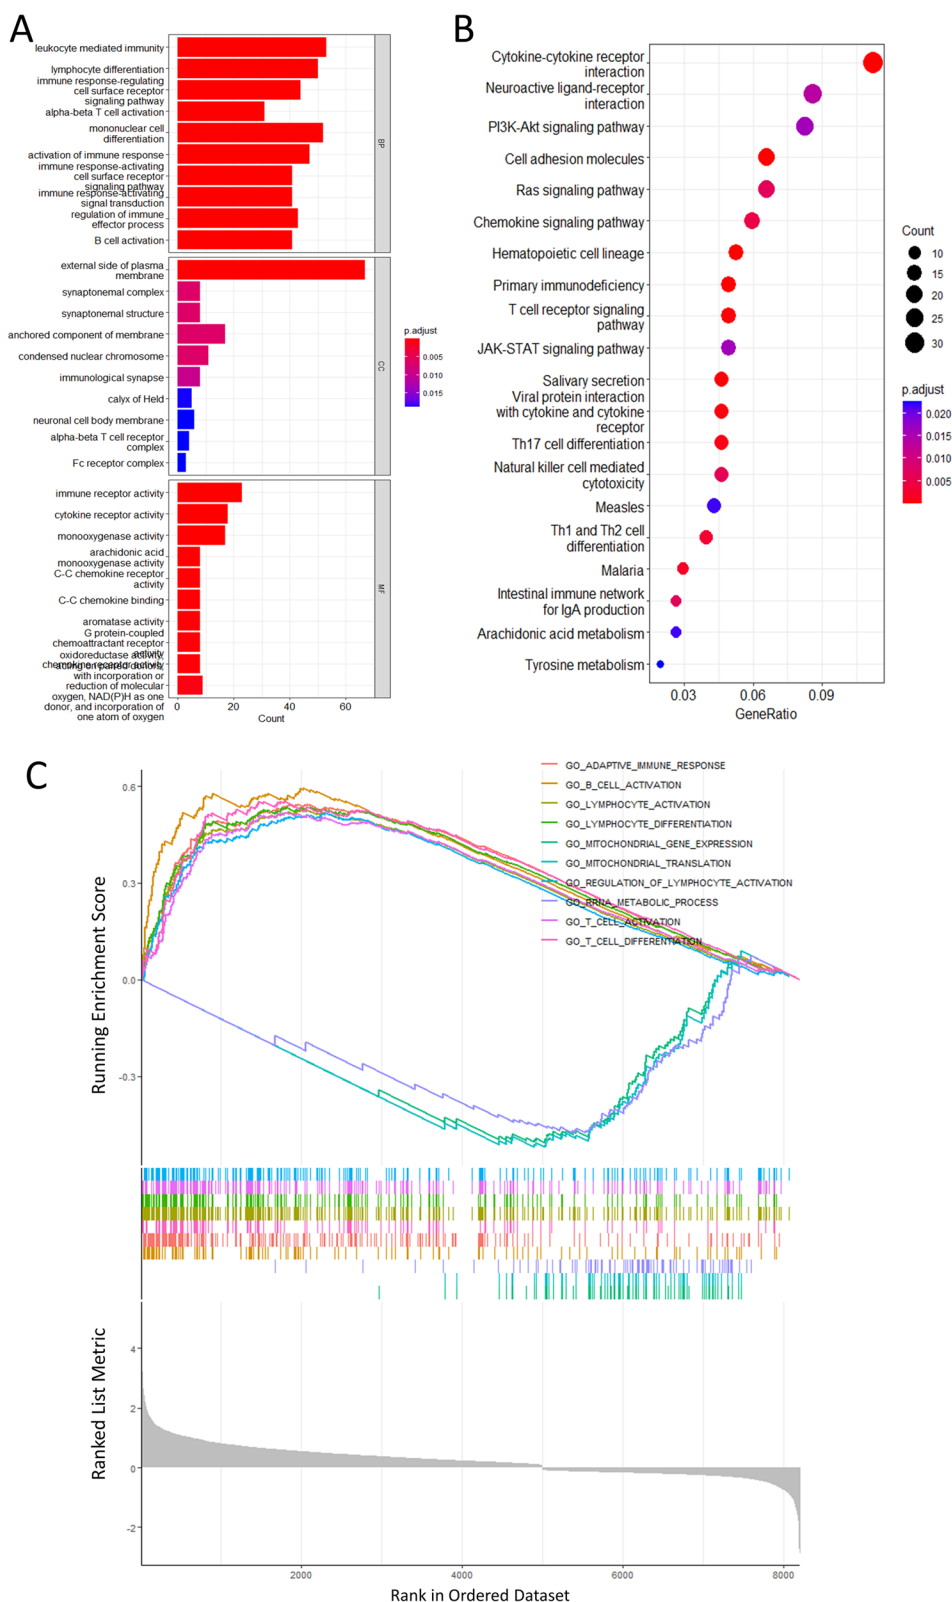 A
leukocyte mediated immunity
lymphocyte differentiation
immune response-regulating
cell surface receptor
signaling pathway
alpha-beta T cell activation
mononuclear cell
differentiation
activation of immune response
immune response-activating
cell surface receptor
signaling pathway
immune response-activating
signal transduction
regulation of immune
effector process
B cell activation
BP
external side of plasma
membrane
synaptonemal complex
synaptonemal structure
anchored component of membrane
condensed nuclear chromosome
immunological synapse
calyx of Held
neuronal cell body membrane
alpha-beta T cell receptor
complex
Fc receptor complex
CC
immune receptor activity
cytokine receptor activity
monooxygenase activity
arachidonic acid
monooxygenase activity
C-C chemokine receptor
activity
C-C chemokine binding
aromatase activity
G protein-coupled
chemoattractant receptor
activity
chemokine receptor activity
oxidoreductase activity,
acting on paired donors,
with incorporation or
reduction of molecular
oxygen, NAD(P)H as one
donor, and incorporation of
one atom of oxygen
MF
0
20
40
60
Count
p.adjust
0.005
0.010
0.015
B
Cytokine-cytokine receptor
interaction
Neuroactive ligand-receptor
interaction
PI3K-Akt signaling pathway
Cell adhesion molecules
Ras signaling pathway
Chemokine signaling pathway
Hematopoietic cell lineage
Primary immunodeficiency
T cell receptor signaling
pathway
JAK-STAT signaling pathway
Salivary secretion
Viral protein interaction
with cytokine and cytokine
receptor
Th17 cell differentiation
Natural killer cell mediated
cytotoxicity
Measles
Th1 and Th2 cell
differentiation
Malaria
Intestinal immune network
for IgA production
Arachidonic acid metabolism
Tyrosine metabolism
0.03
0.06
0.09
GeneRatio
Count
10
15
20
25
30
p.adjust
0.020
0.015
0.010
0.005
C
GO_ADAPTIVE_IMMUNE_RESPONSE
GO_B_CELL_ACTIVATION
GO_LYMPHOCYTE_ACTIVATION
GO_LYMPHOCYTE_DIFFERENTIATION
GO_MITOCHONDRIAL_GENE_EXPRESSION
GO_MITOCHONDRIAL_TRANSLATION
GO_REGULATION_OF_LYMPHOCYTE_ACTIVATION
GO_RRNA_METABOLIC_PROCESS
GO_T_CELL_ACTIVATION
GO_T_CELL_DIFFERENTIATION
0.6
0.3
0.0
-0.3
Running Enrichment Score
4
2
0
-2
Ranked List Metric
2000
4000
6000
8000
Rank in Ordered Dataset